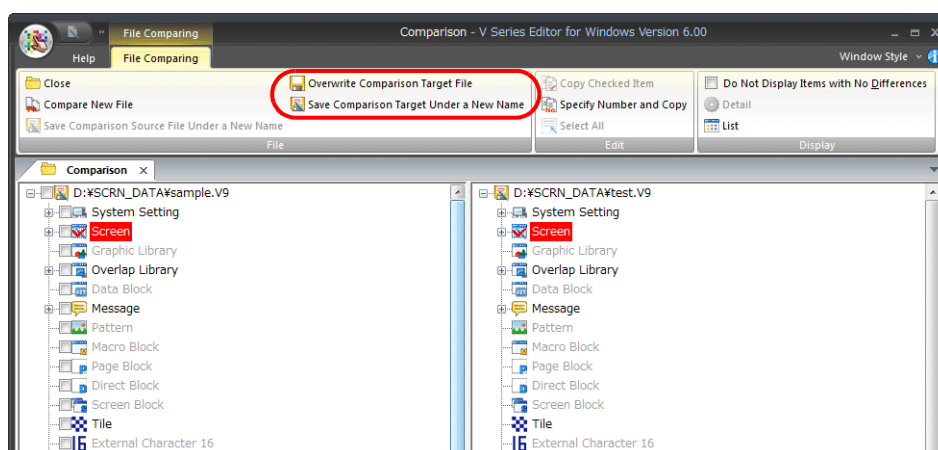 File Comparing
Comparison - V Series Editor for Windows Version 6.00
Help
File Comparing
Window Style
Close
Overwrite Comparison Target File
Copy Checked Item
Do Not Display Items with No Differences
Compare New File
Save Comparison Target Under a New Name
Specify Number and Copy
Detail
Save Comparison Source File Under a New Name
Select All
List
File
Edit
Display
Comparison
D:¥SCRN_DATA¥sample.V9
System Setting
Screen
Graphic Library
Overlap Library
Data Block
Message
Pattern
Macro Block
Page Block
Direct Block
Screen Block
Tile
External Character 16
D:¥SCRN_DATA¥test.V9
System Setting
Screen
Graphic Library
Overlap Library
Data Block
Message
Pattern
Macro Block
Page Block
Direct Block
Screen Block
Tile
External Character 16